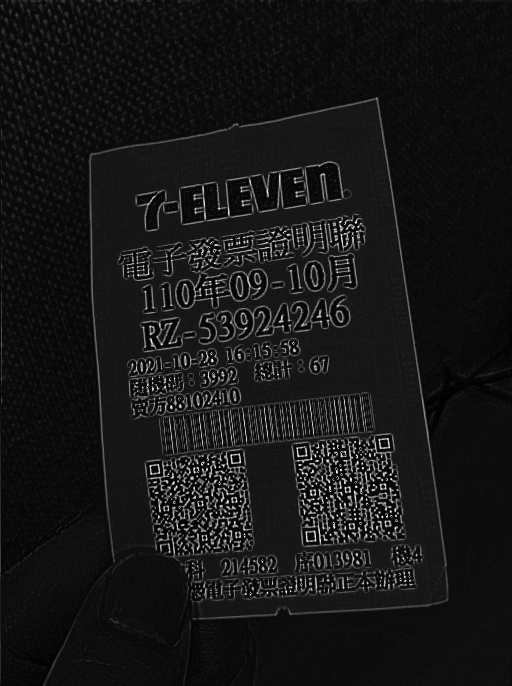 7-ELEVEN
電子發票證明聯
110年09-10月
RZ-53924246
2021-10-28 16:15:58
隨機碼：3992 總計：67
賣方88102410
科 214582 序013981 機4
電子發票證明聯正本辦理